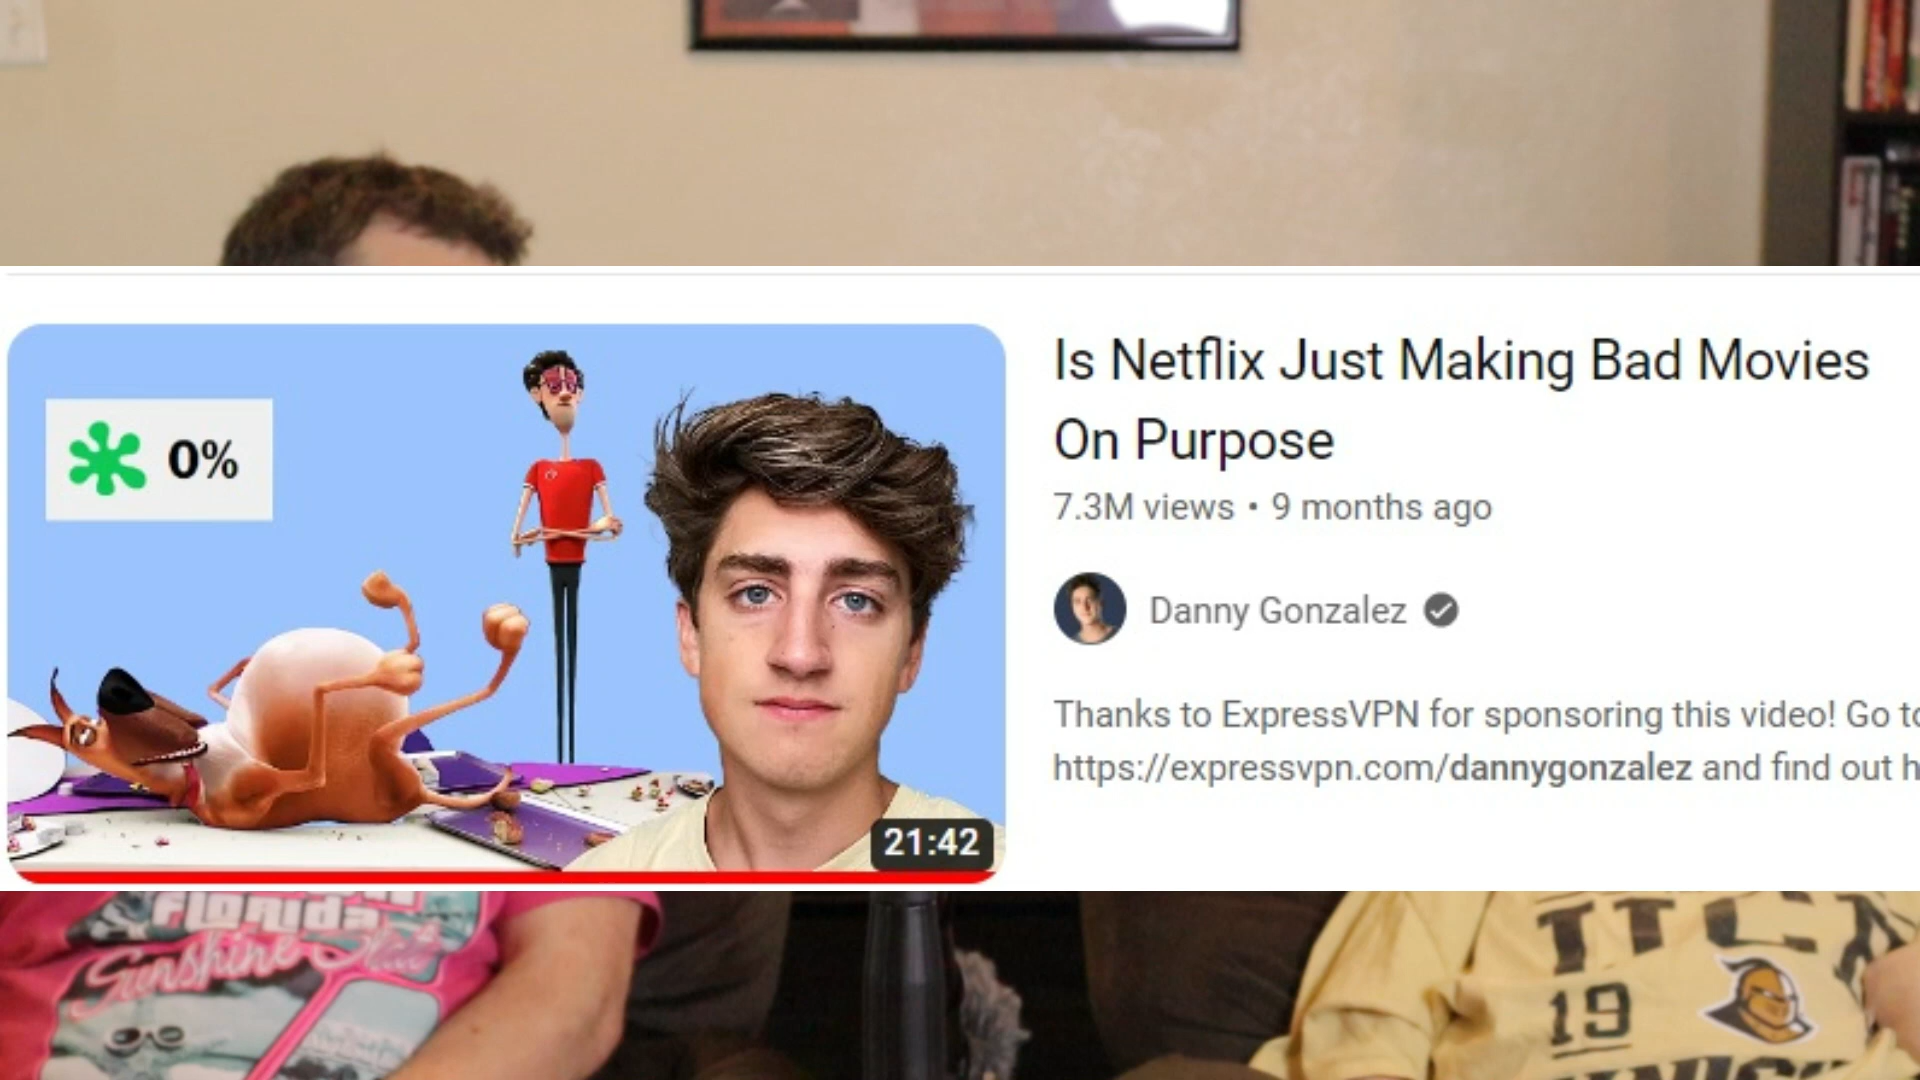 0%
Is Netflix Just Making Bad Movies
On Purpose
7.3M views • 9 months ago
Danny Gonzalez
Thanks to ExpressVPN for sponsoring this video! Go to
https://expressvpn.com/dannygonzalez and find out h
21:42
FLORIDA
Sunshine State
19